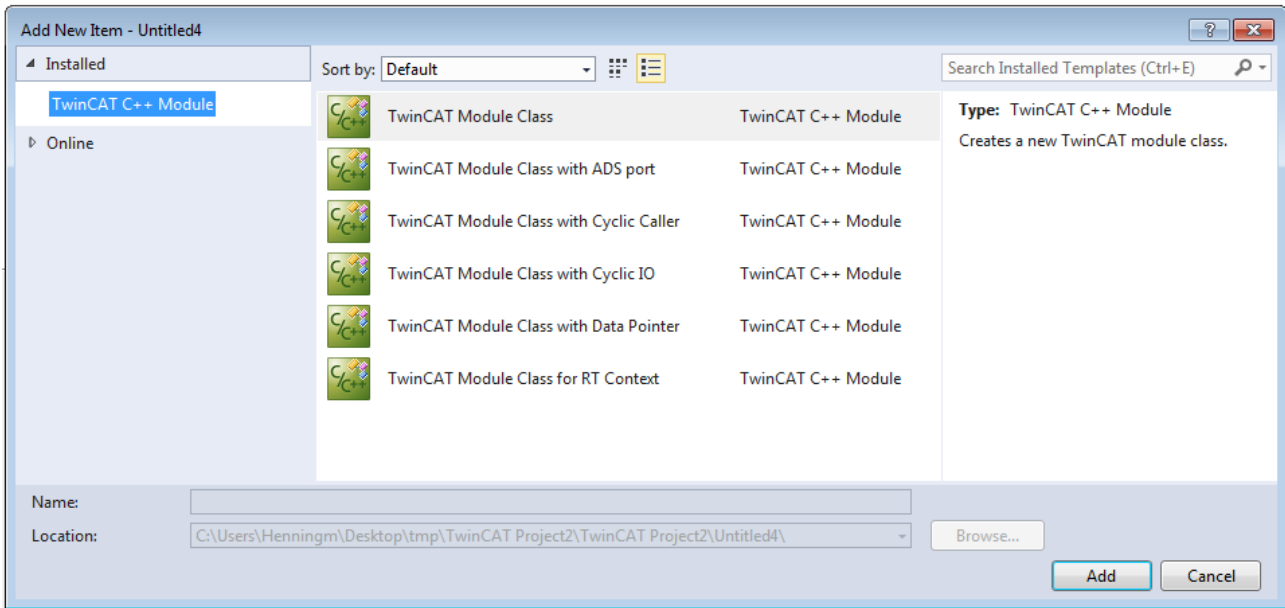 Add New Item - Untitled4
?
Installed
TwinCAT C++ Module
Online
Sort by: Default
Search Installed Templates (Ctrl+E)
C/C++ TwinCAT Module Class TwinCAT C++ Module
C/C++ TwinCAT Module Class with ADS port TwinCAT C++ Module
C/C++ TwinCAT Module Class with Cyclic Caller TwinCAT C++ Module
C/C++ TwinCAT Module Class with Cyclic IO TwinCAT C++ Module
C/C++ TwinCAT Module Class with Data Pointer TwinCAT C++ Module
C/C++ TwinCAT Module Class for RT Context TwinCAT C++ Module
Type: TwinCAT C++ Module
Creates a new TwinCAT module class.
Name:
Location: C:\Users\Henningm\Desktop\tmp\TwinCAT Project2\TwinCAT Project2\Untitled4\ Browse...
Add Cancel